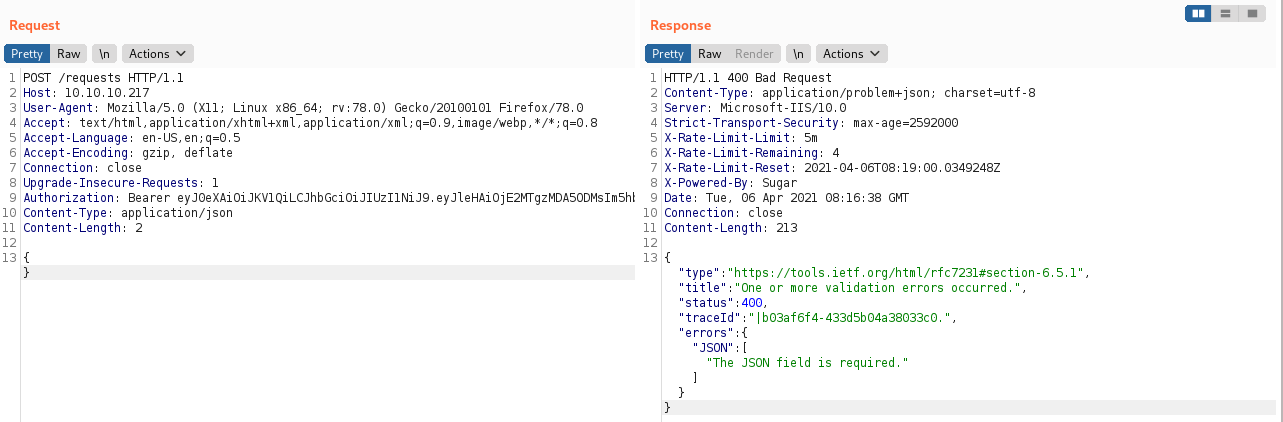 Request
Pretty Raw \n Actions
1 POST /requests HTTP/1.1
2 Host: 10.10.10.217
3 User-Agent: Mozilla/5.0 (X11; Linux x86_64; rv:78.0) Gecko/20100101 Firefox/78.0
4 Accept: text/html,application/xhtml+xml,application/xml;q=0.9,image/webp,*/*;q=0.8
5 Accept-Language: en-US,en;q=0.5
6 Accept-Encoding: gzip, deflate
7 Connection: close
8 Upgrade-Insecure-Requests: 1
9 Authorization: Bearer eyJ0eXAiOiJKV1QiLCJhbGciOiJIUzI1NiJ9.eyJleHAiOjE2MTgzMDA5ODMsIm5hb
10 Content-Type: application/json
11 Content-Length: 2
12
13 {
}
Response
Pretty Raw Render \n Actions
1 HTTP/1.1 400 Bad Request
2 Content-Type: application/problem+json; charset=utf-8
3 Server: Microsoft-IIS/10.0
4 Strict-Transport-Security: max-age=2592000
5 X-Rate-Limit-Limit: 5m
6 X-Rate-Limit-Remaining: 4
7 X-Rate-Limit-Reset: 2021-04-06T08:19:00.0349248Z
8 X-Powered-By: Sugar
9 Date: Tue, 06 Apr 2021 08:16:38 GMT
10 Connection: close
11 Content-Length: 213
12
13 {
"type":"https://tools.ietf.org/html/rfc7231#section-6.5.1",
"title":"One or more validation errors occurred.",
"status":400,
"traceId":"|b03af6f4-433d5b04a38033c0.",
"errors":{
"JSON":[
"The JSON field is required."
]
}
}